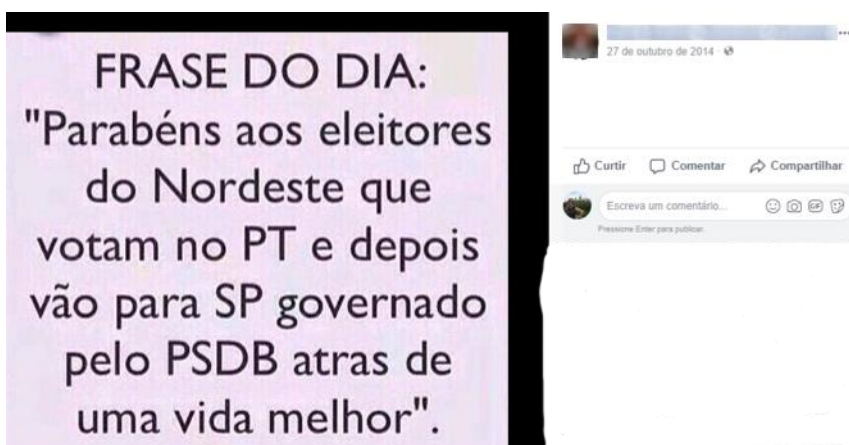 FRASE DO DIA:
"Parabéns aos eleitores
do Nordeste que
votam no PT e depois
vão para SP governado
pelo PSDB atras de
uma vida melhor".
27 de outubro de 2014
Curtir Comentar Compartilhar
Escreva um comentário...
GIF
Pressione Enter para publicar.